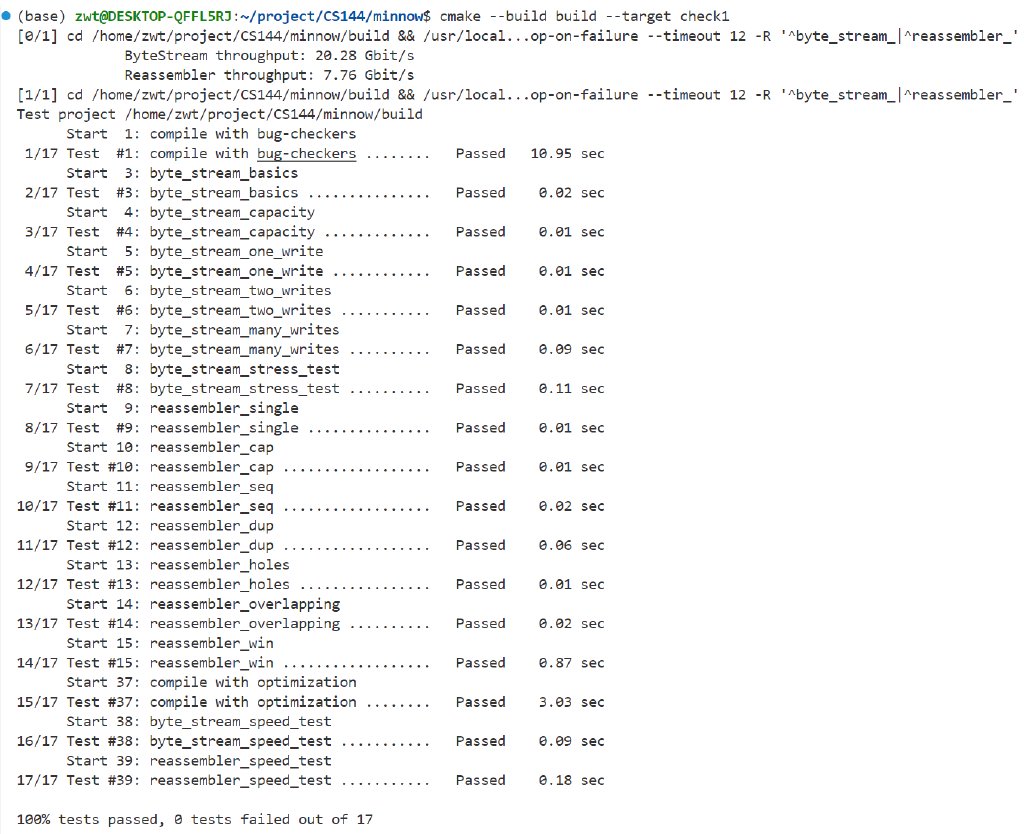 (base) zwt@DESKTOP-QFFL5RJ:~/project/CS144/minnow$ cmake --build build --target check1
[0/1] cd /home/zwt/project/CS144/minnow/build && /usr/local...op-on-failure --timeout 12 -R '^byte_stream_|^reassembler_'
             ByteStream throughput: 20.28 Gbit/s
             Reassembler throughput: 7.76 Gbit/s
[1/1] cd /home/zwt/project/CS144/minnow/build && /usr/local...op-on-failure --timeout 12 -R '^byte_stream_|^reassembler_'
Test project /home/zwt/project/CS144/minnow/build
      Start  1: compile with bug-checkers
 1/17 Test  #1: compile with bug-checkers ........   Passed   10.95 sec
      Start  3: byte_stream_basics
 2/17 Test  #3: byte_stream_basics ...............   Passed    0.02 sec
      Start  4: byte_stream_capacity
 3/17 Test  #4: byte_stream_capacity .............   Passed    0.01 sec
      Start  5: byte_stream_one_write
 4/17 Test  #5: byte_stream_one_write ............   Passed    0.01 sec
      Start  6: byte_stream_two_writes
 5/17 Test  #6: byte_stream_two_writes ...........   Passed    0.01 sec
      Start  7: byte_stream_many_writes
 6/17 Test  #7: byte_stream_many_writes ..........   Passed    0.09 sec
      Start  8: byte_stream_stress_test
 7/17 Test  #8: byte_stream_stress_test ..........   Passed    0.11 sec
      Start  9: reassembler_single
 8/17 Test  #9: reassembler_single ...............   Passed    0.01 sec
      Start 10: reassembler_cap
 9/17 Test #10: reassembler_cap ..................   Passed    0.01 sec
      Start 11: reassembler_seq
10/17 Test #11: reassembler_seq ..................   Passed    0.02 sec
      Start 12: reassembler_dup
11/17 Test #12: reassembler_dup ..................   Passed    0.06 sec
      Start 13: reassembler_holes
12/17 Test #13: reassembler_holes ................   Passed    0.01 sec
      Start 14: reassembler_overlapping
13/17 Test #14: reassembler_overlapping ..........   Passed    0.02 sec
      Start 15: reassembler_win
14/17 Test #15: reassembler_win ..................   Passed    0.87 sec
      Start 37: compile with optimization
15/17 Test #37: compile with optimization ........   Passed    3.03 sec
      Start 38: byte_stream_speed_test
16/17 Test #38: byte_stream_speed_test ...........   Passed    0.09 sec
      Start 39: reassembler_speed_test
17/17 Test #39: reassembler_speed_test ...........   Passed    0.18 sec
100% tests passed, 0 tests failed out of 17